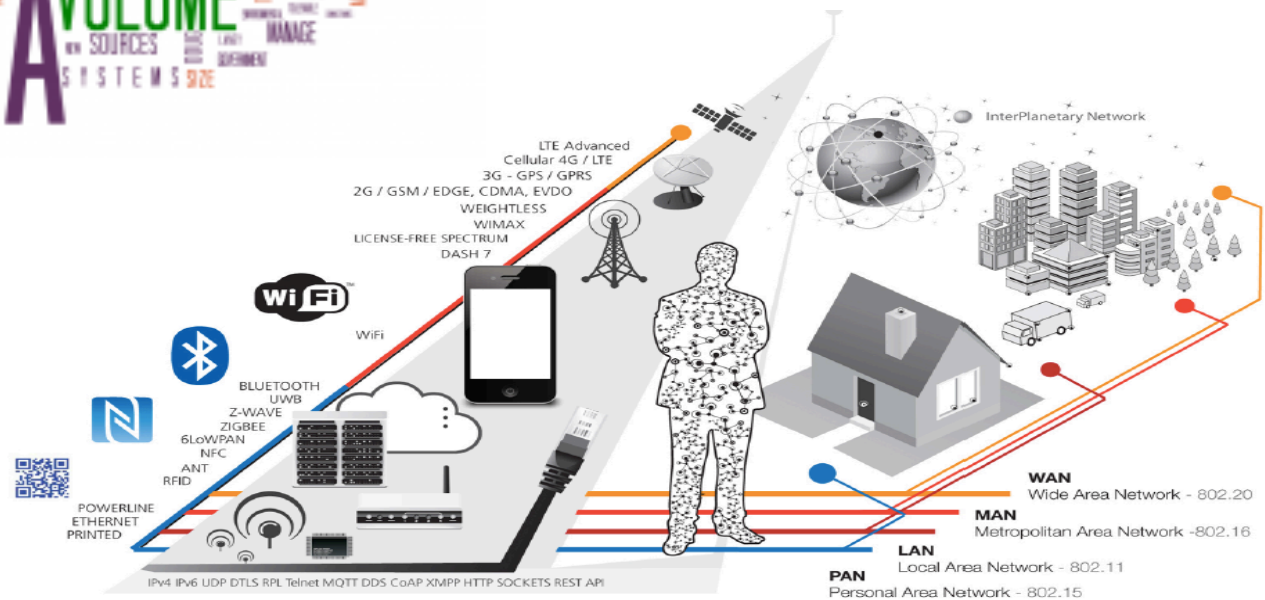 VOLUME
NEW SOURCES
MANAGE
GOVERNMENT
A SYSTEMS SIZE
InterPlanetary Network
LTE Advanced
Cellular 4G / LTE
3G - GPS / GPRS
2G / GSM / EDGE, CDMA, EVDO
WEIGHTLESS
WIMAX
LICENSE-FREE SPECTRUM
DASH 7
WiFi
TM
WiFi
BLUETOOTH
UWB
Z-WAVE
ZIGBEE
6LoWPAN
NFC
ANT
RFID
POWERLINE
ETHERNET
PRINTED
WAN
Wide Area Network - 802.20
MAN
Metropolitan Area Network -802.16
LAN
Local Area Network - 802.11
PAN
Personal Area Network - 802.15
IPv4 IPv6 UDP DTLS RPL Telnet MQTT DDS CoAP XMPP HTTP SOCKETS REST API